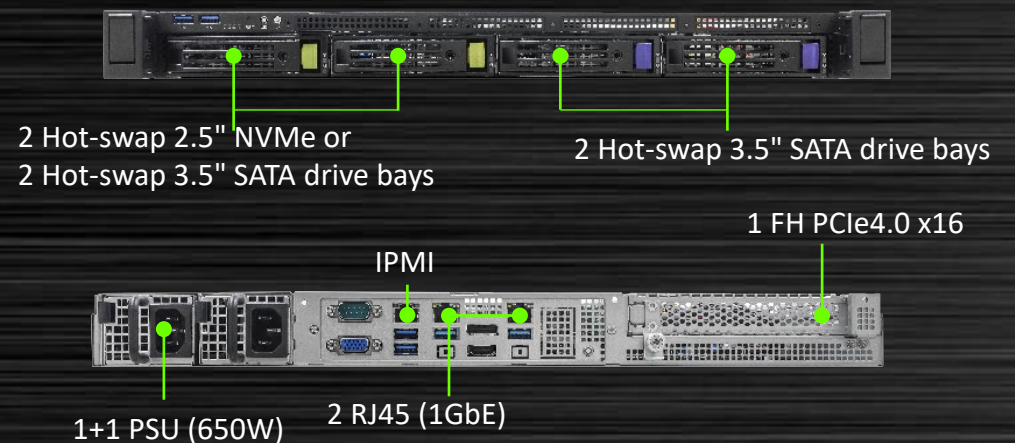 2 Hot-swap 2.5" NVMe or
2 Hot-swap 3.5" SATA drive bays
2 Hot-swap 3.5" SATA drive bays
1 FH PCIe4.0 x16
IPMI
2 RJ45 (1GbE)
1+1 PSU (650W)